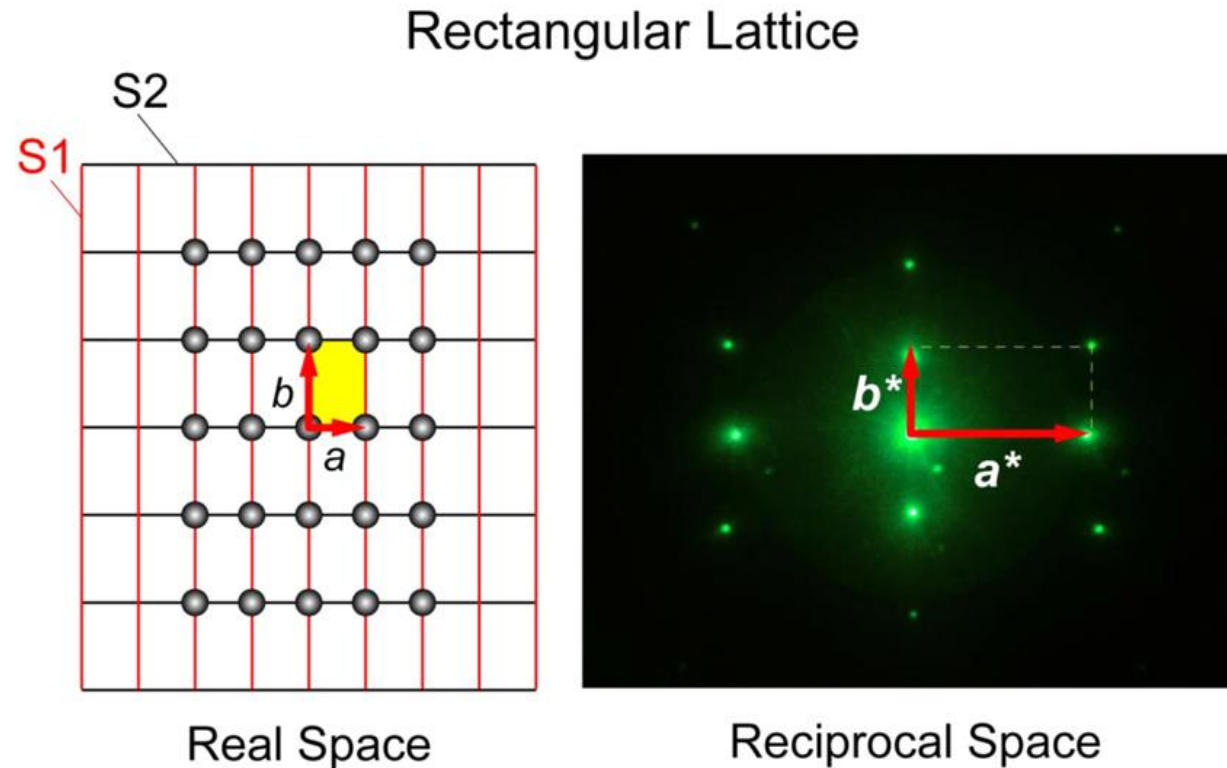 Rectangular Lattice
S2
S1
b
a
b*
a*
Real Space
Reciprocal Space